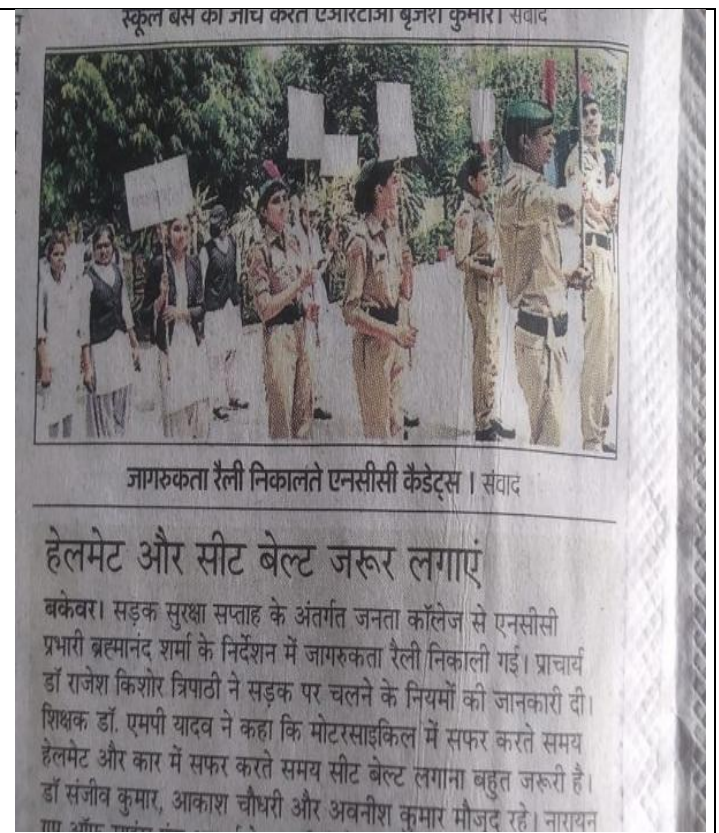 स्कूल बस की जांच करते एआरटीओ बृजेश कुमार। संवाद
जागरुकता रैली निकालते एनसीसी कैडेट्स । संवाद
हेलमेट और सीट बेल्ट जरूर लगाएं
बकेवर। सड़क सुरक्षा सप्ताह के अंतर्गत जनता कॉलेज से एनसीसी
प्रभारी ब्रह्मानंद शर्मा के निर्देशन में जागरुकता रैली निकाली गई। प्राचार्य
डॉ राजेश किशोर त्रिपाठी ने सड़क पर चलने के नियमों की जानकारी दी।
शिक्षक डॉ. एमपी यादव ने कहा कि मोटरसाइकिल में सफर करते समय
हेलमेट और कार में सफर करते समय सीट बेल्ट लगाना बहुत जरूरी है।
डॉ संजीव कुमार, आकाश चौधरी और अवनीश कुमार मौजूद रहे। नारायन